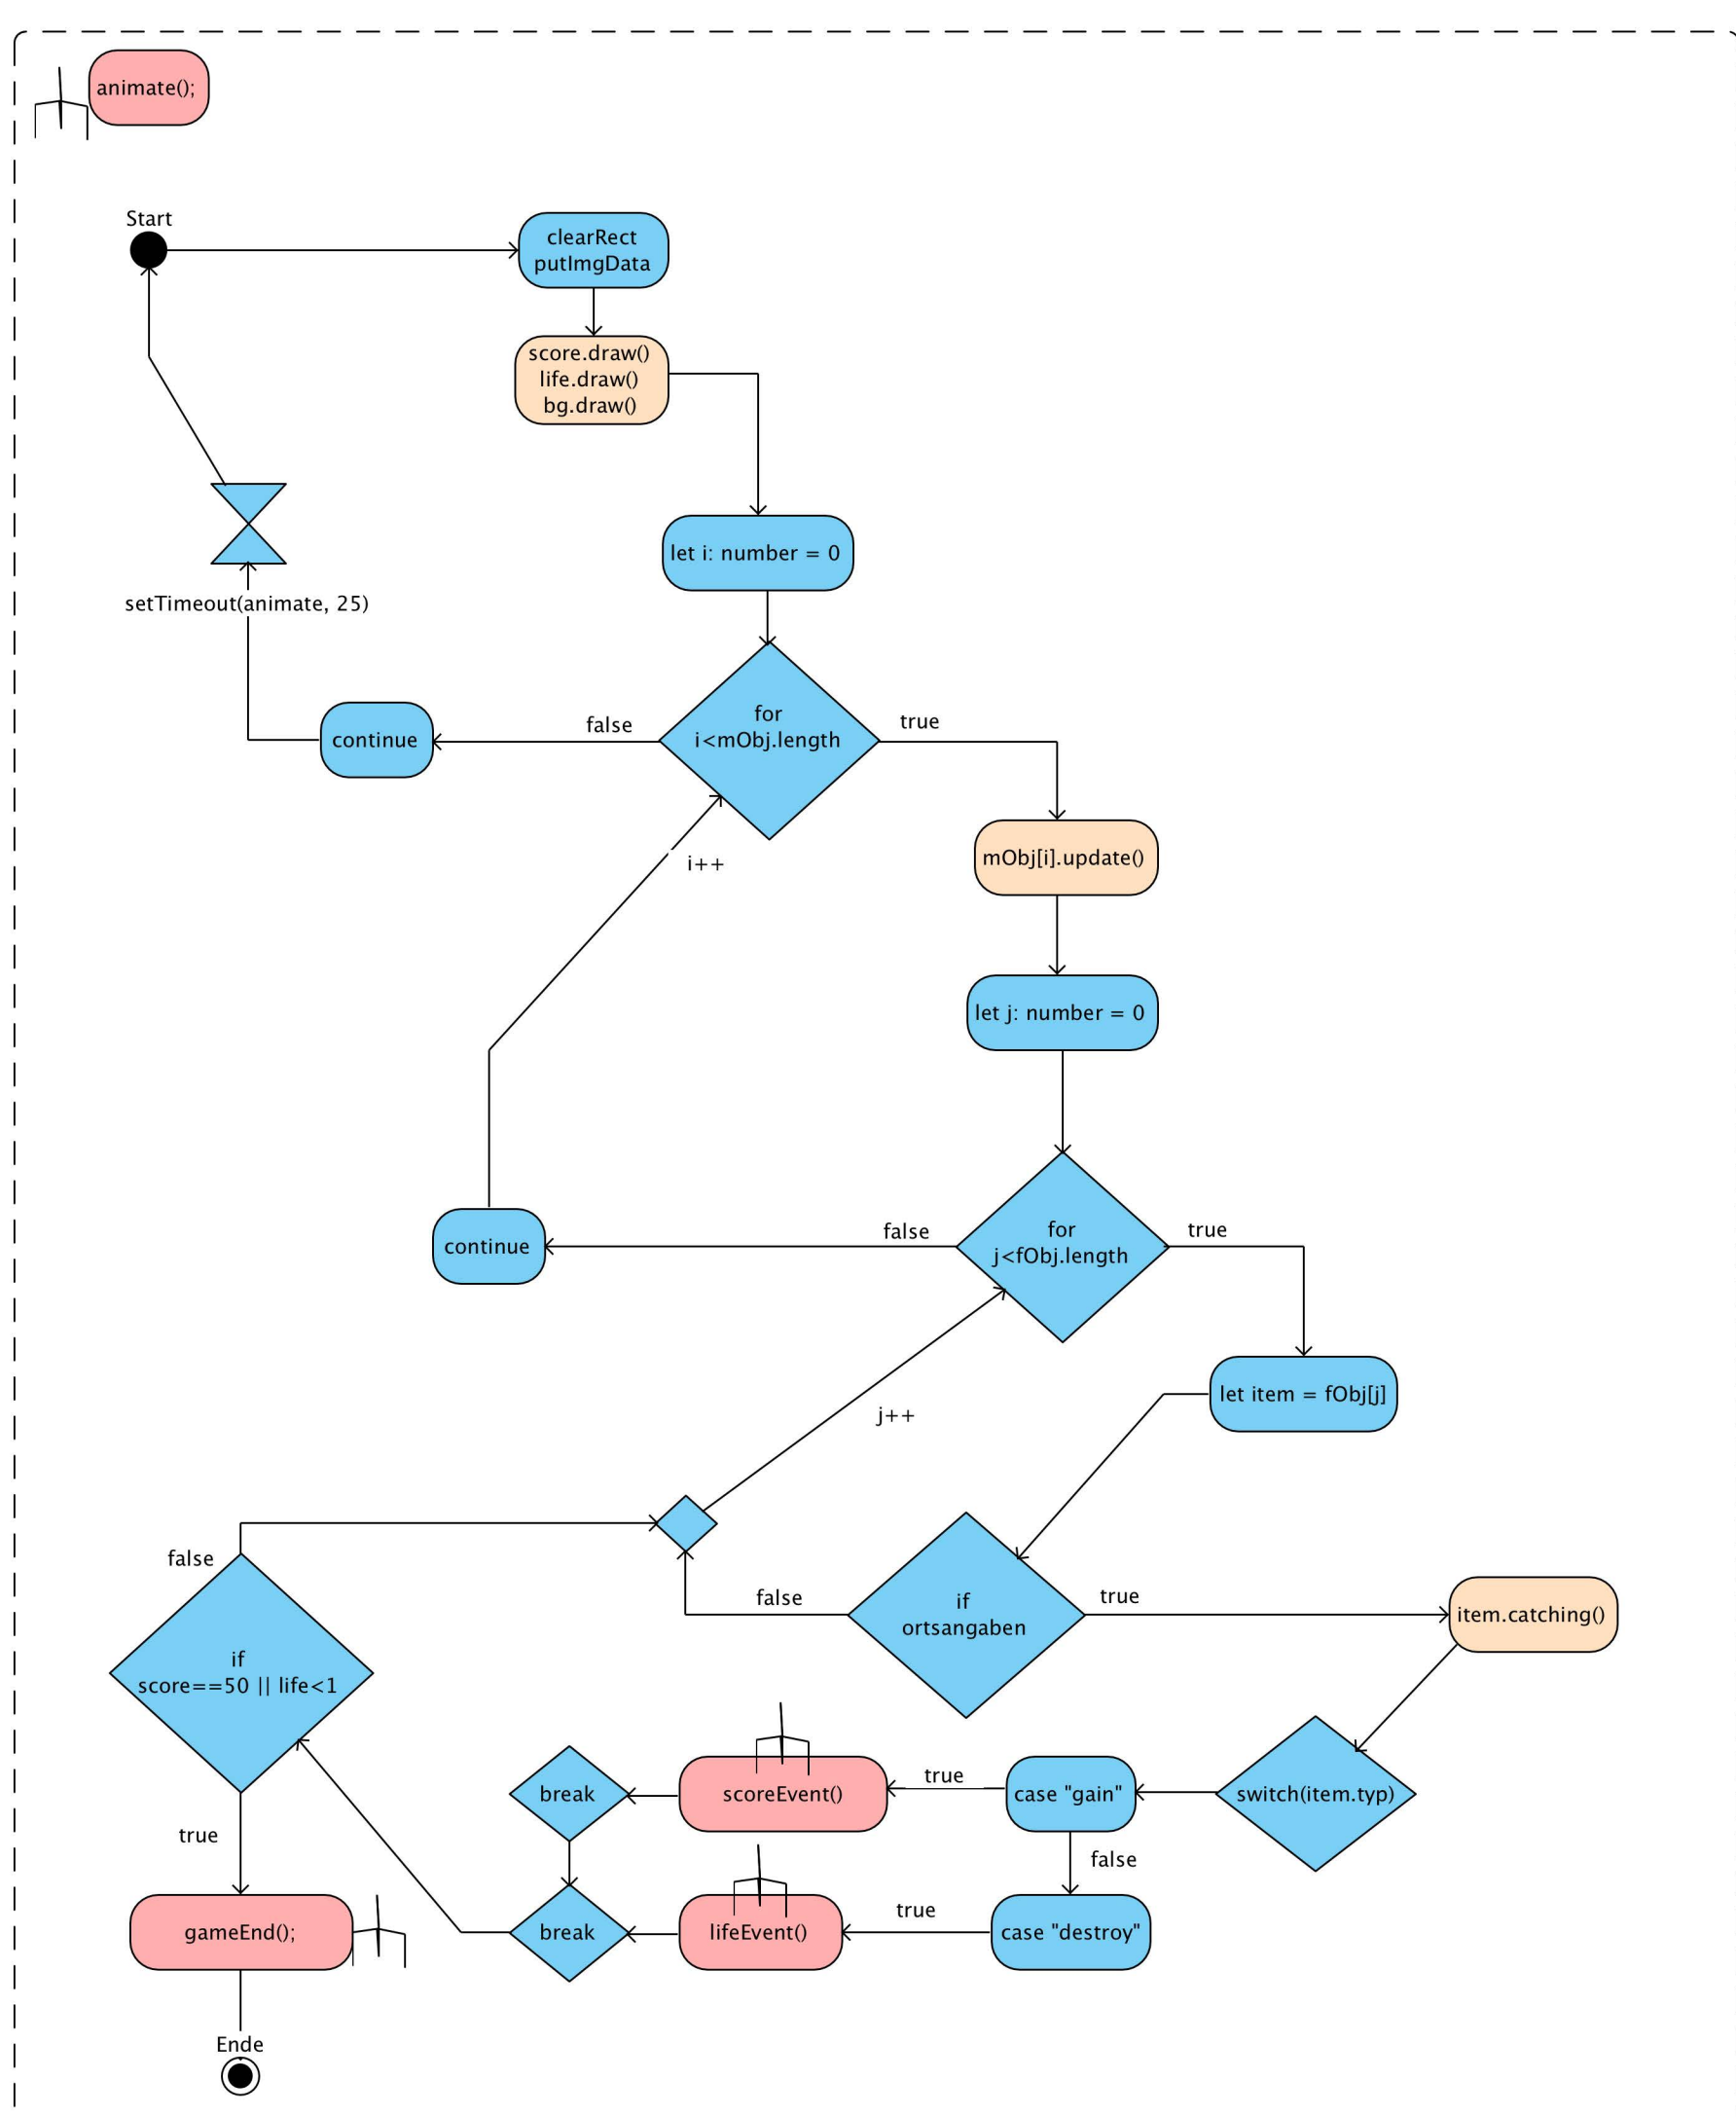 animate();
Start
clearRect
putImgData
score.draw()
life.draw()
bg.draw()
let i: number = 0
setTimeout(animate, 25)
for
i<mObj.length
false
true
continue
mObj[i].update()
i++
let j: number = 0
for
j<fObj.length
false
true
continue
let item = fObj[j]
j++
false
if
ortsangaben
false
true
item.catching()
if
score==50 || life<1
switch(item.typ)
case "gain"
true
scoreEvent()
break
false
true
case "destroy"
true
lifeEvent()
break
gameEnd();
Ende